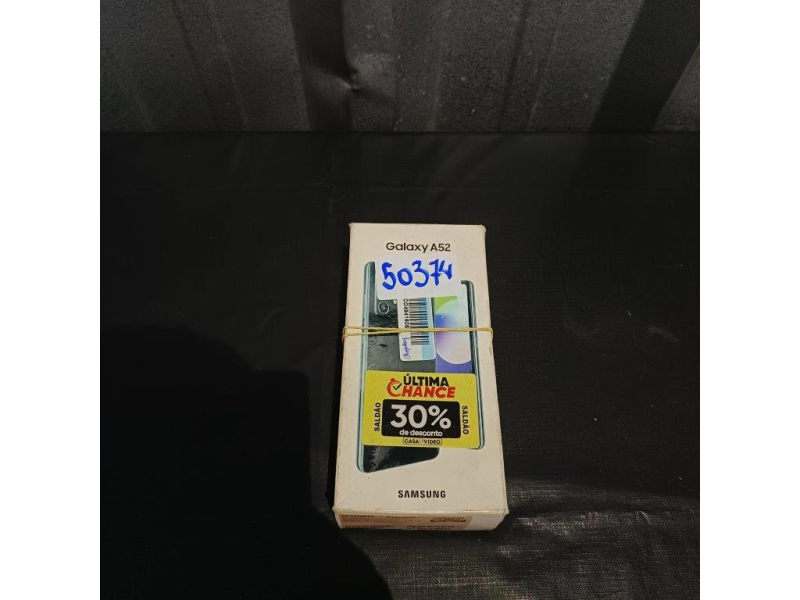 Galaxy A52
50374
ÚLTIMA
CHANCE
SALDÃO
30%
de desconto
SALDÃO
CASA VIDEO
SAMSUNG